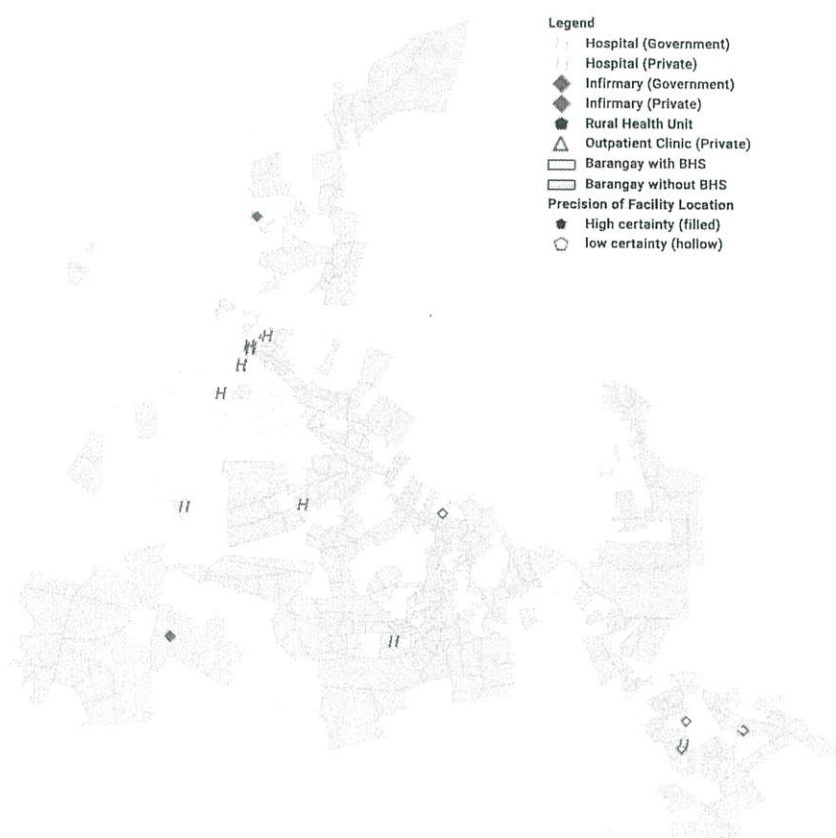 Legend
Hospital (Government)
Hospital (Private)
Infirmary (Government)
Infirmary (Private)
Rural Health Unit
Outpatient Clinic (Private)
Barangay with BHS
Barangay without BHS
Precision of Facility Location
High certainty (filled)
low certainty (hollow)
H
H
H
H
H
H
H